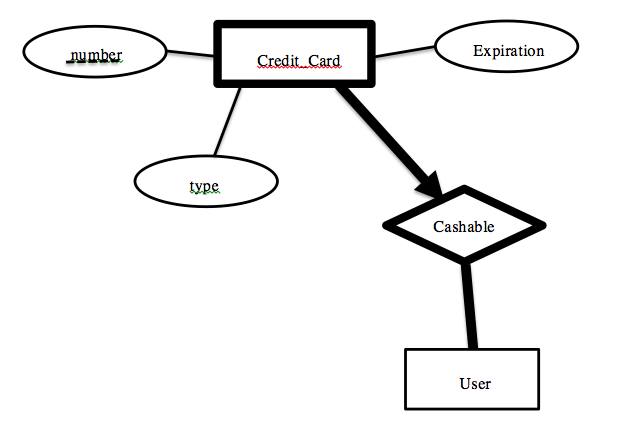 number
Credit_Card
Expiration
type
Cashable
User